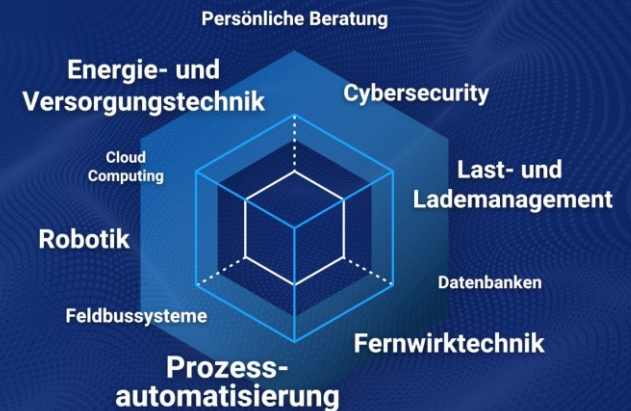 Persönliche Beratung
Energie- und
Versorgungstechnik
Cybersecurity
Cloud
Computing
Last- und
Lademanagement
Robotik
Datenbanken
Feldbussysteme
Fernwirktechnik
Prozess-
automatisierung